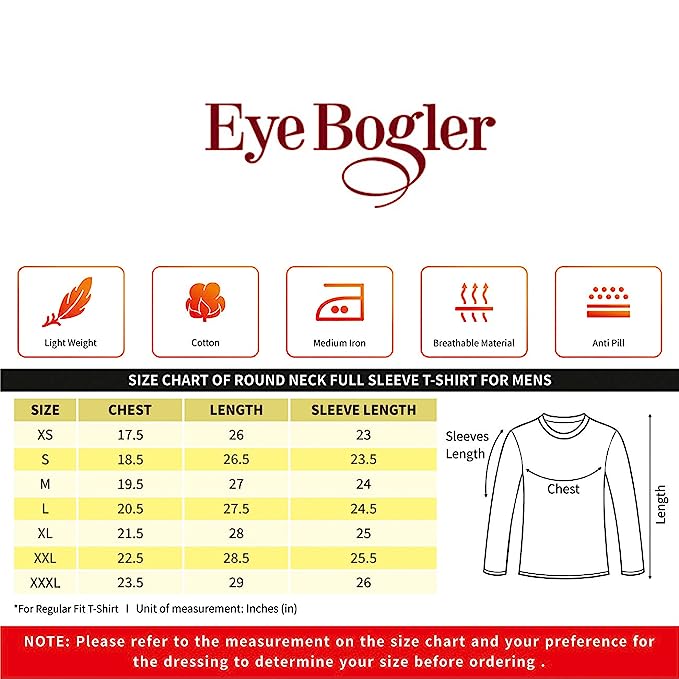 Eye Bogler
Light Weight
Cotton
Medium Iron
Breathable Material
Anti Pill
SIZE CHART OF ROUND NECK FULL SLEEVE T-SHIRT FOR MENS
SIZE CHEST LENGTH SLEEVE LENGTH
XS 17.5 26 23
S 18.5 26.5 23.5
M 19.5 27 24
L 20.5 27.5 24.5
XL 21.5 28 25
XXL 22.5 28.5 25.5
XXXL 23.5 29 26
Sleeves
Length
Chest
Length
*For Regular Fit T-Shirt I Unit of measurement: Inches (in)
NOTE: Please refer to the measurement on the size chart and your preference for
the dressing to determine your size before ordering .